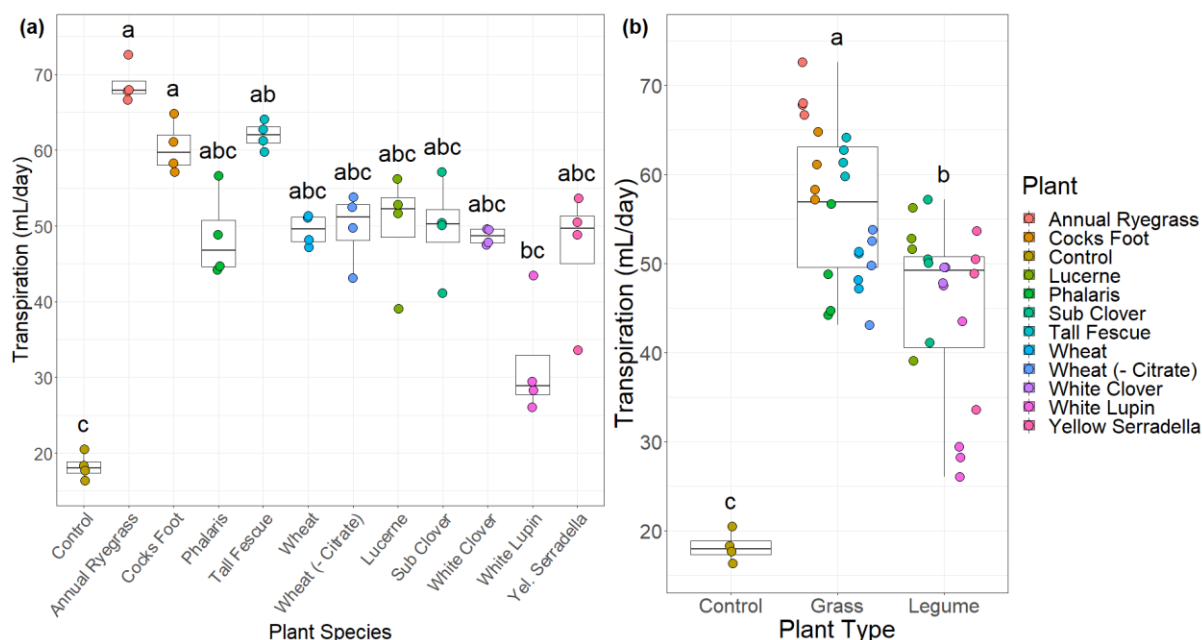 (a)
Transpiration (mL/day)
70
60
50
40
30
20
c
a
a
abc
ab
abc
abc
abc
abc
abc
bc
abc
Control
Annual Ryegrass
Cocks Foot
Phalaris
Tall Fescue
Wheat
Wheat (- Citrate)
Lucerne
Sub Clover
White Clover
White Lupin
Yel. Serradella
Plant Species
(b)
Transpiration (mL/day)
70
60
50
40
30
20
c
a
b
Control
Grass
Legume
Plant Type
Plant
Annual Ryegrass
Cocks Foot
Control
Lucerne
Phalaris
Sub Clover
Tall Fescue
Wheat
Wheat (- Citrate)
White Clover
White Lupin
Yellow Serradella